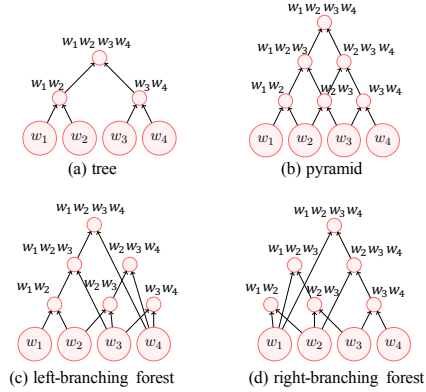 w₁w₂w₃w₄
w₁w₂ w₃w₄
w₁ w₂ w₃ w₄
(a) tree
w₁w₂w₃w₄
w₁w₂w₃ w₂w₃w₄
w₁w₂ w₂w₃ w₃w₄
w₁ w₂ w₃ w₄
(b) pyramid
w₁w₂w₃w₄
w₁w₂w₃ w₂w₃w₄
w₁w₂ w₂w₃ w₃w₄
w₁ w₂ w₃ w₄
(c) left-branching forest
w₁w₂w₃w₄
w₁w₂w₃ w₂w₃w₄
w₁w₂ w₂w₃ w₃w₄
w₁ w₂ w₃ w₄
(d) right-branching forest